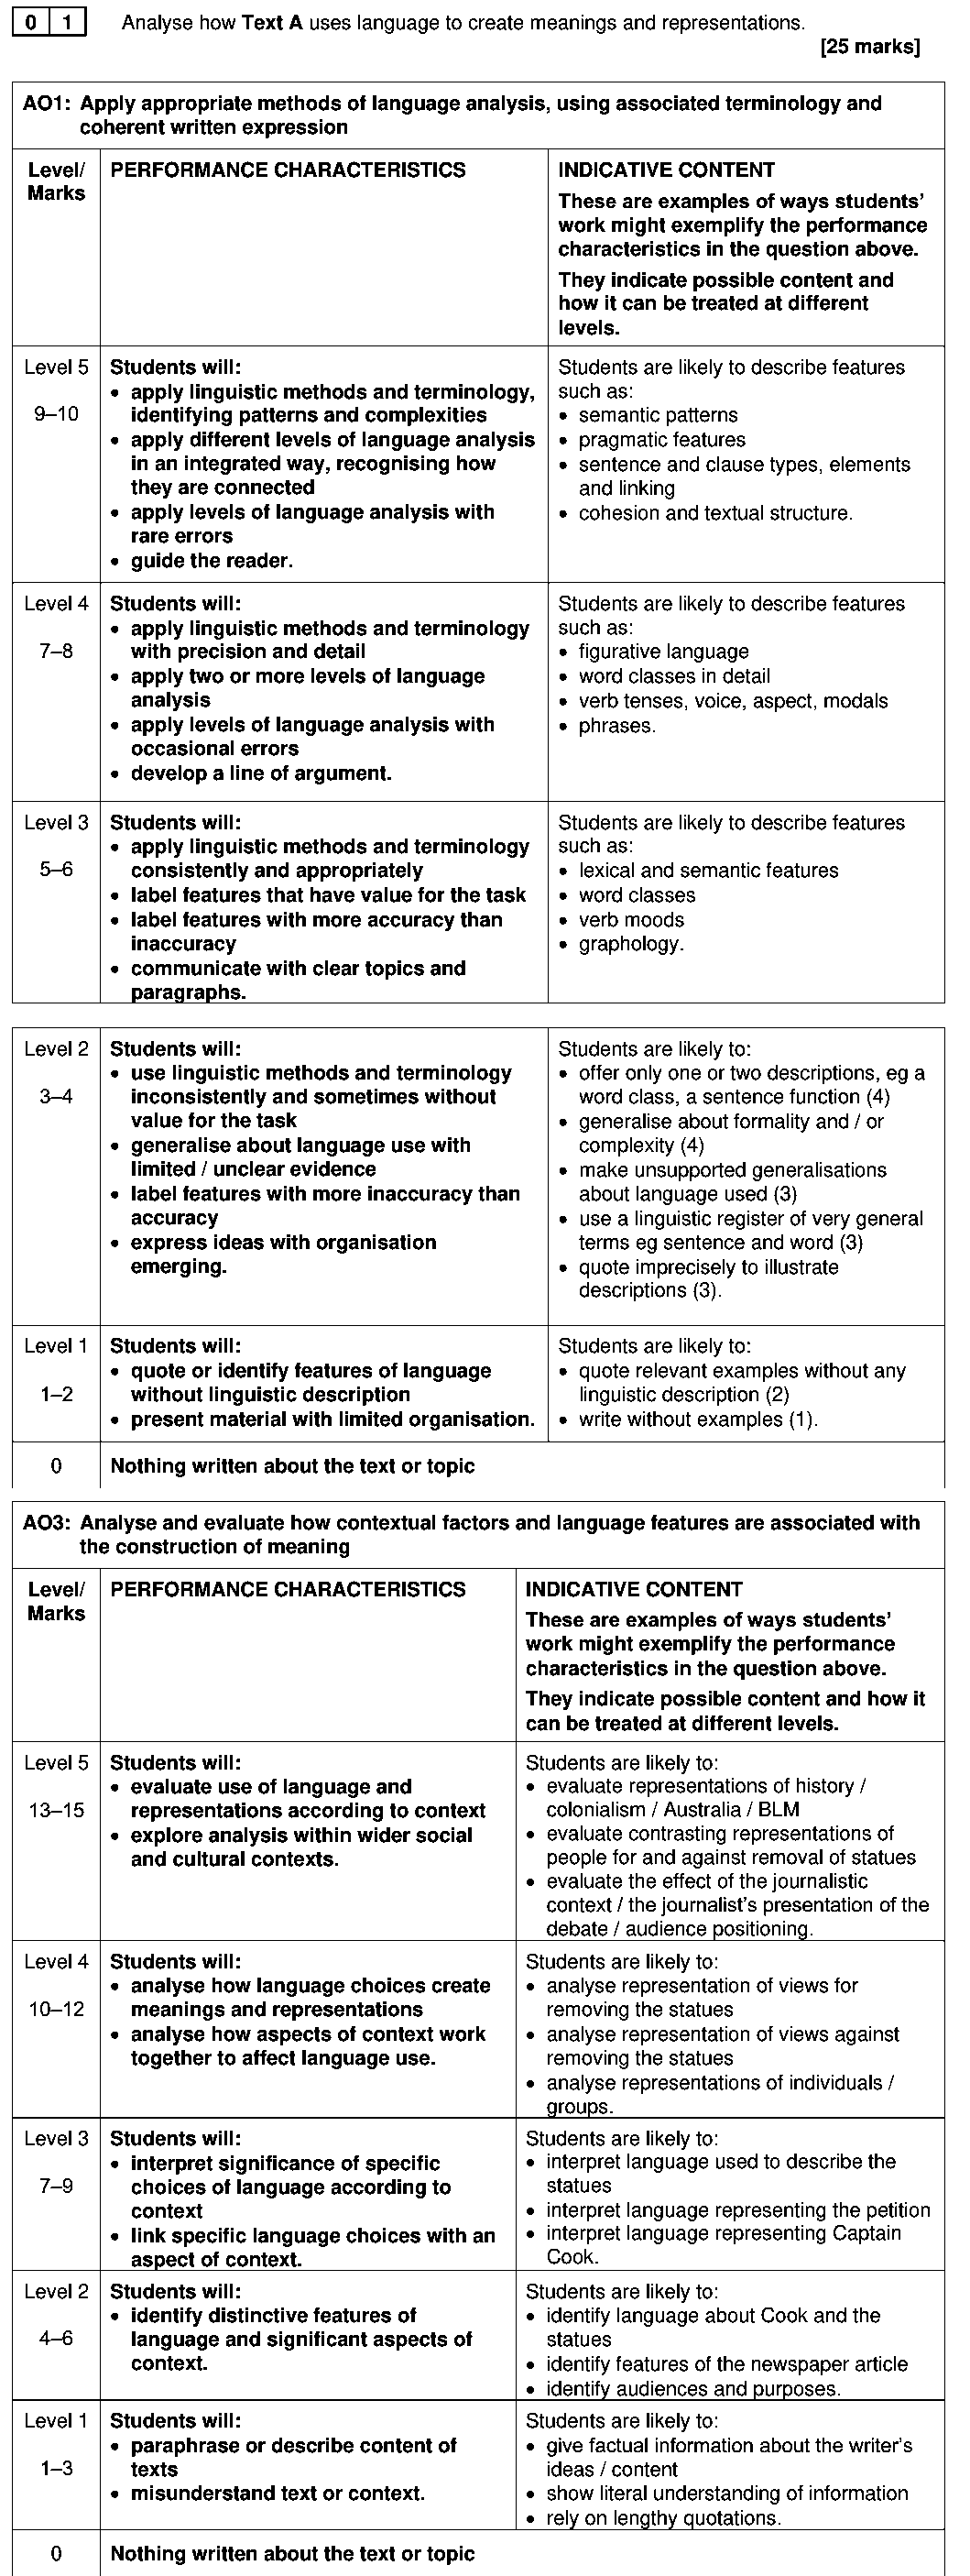 0 1 Analyse how Text A uses language to create meanings and representations.
[25 marks]
AO1: Apply appropriate methods of language analysis, using associated terminology and
coherent written expression
Level/
Marks
PERFORMANCE CHARACTERISTICS
INDICATIVE CONTENT
These are examples of ways students'
work might exemplify the performance
characteristics in the question above.
They indicate possible content and
how it can be treated at different
levels.
Level 5
9–10
Students will:
• apply linguistic methods and terminology,
identifying patterns and complexities
• apply different levels of language analysis
in an integrated way, recognising how
they are connected
• apply levels of language analysis with
rare errors
• guide the reader.
Students are likely to describe features
such as:
• semantic patterns
• pragmatic features
• sentence and clause types, elements
and linking
• cohesion and textual structure.
Level 4
7–8
Students will:
• apply linguistic methods and terminology
with precision and detail
• apply two or more levels of language
analysis
• apply levels of language analysis with
occasional errors
• develop a line of argument.
Students are likely to describe features
such as:
• figurative language
• word classes in detail
• verb tenses, voice, aspect, modals
• phrases.
Level 3
5–6
Students will:
• apply linguistic methods and terminology
consistently and appropriately
• label features that have value for the task
• label features with more accuracy than
inaccuracy
• communicate with clear topics and
paragraphs.
Students are likely to describe features
such as:
• lexical and semantic features
• word classes
• verb moods
• graphology.
Level 2
3–4
Students will:
• use linguistic methods and terminology
inconsistently and sometimes without
value for the task
• generalise about language use with
limited / unclear evidence
• label features with more inaccuracy than
accuracy
• express ideas with organisation
emerging.
Students are likely to:
• offer only one or two descriptions, eg a
word class, a sentence function (4)
• generalise about formality and / or
complexity (4)
• make unsupported generalisations
about language used (3)
• use a linguistic register of very general
terms eg sentence and word (3)
• quote imprecisely to illustrate
descriptions (3).
Level 1
1–2
Students will:
• quote or identify features of language
without linguistic description
• present material with limited organisation.
Students are likely to:
• quote relevant examples without any
linguistic description (2)
• write without examples (1).
0
Nothing written about the text or topic
AO3: Analyse and evaluate how contextual factors and language features are associated with
the construction of meaning
Level/
Marks
PERFORMANCE CHARACTERISTICS
INDICATIVE CONTENT
These are examples of ways students'
work might exemplify the performance
characteristics in the question above.
They indicate possible content and how it
can be treated at different levels.
Level 5
13–15
Students will:
• evaluate use of language and
representations according to context
• explore analysis within wider social
and cultural contexts.
Students are likely to:
• evaluate representations of history /
colonialism / Australia / BLM
• evaluate contrasting representations of
people for and against removal of statues
• evaluate the effect of the journalistic
context / the journalist's presentation of the
debate / audience positioning.
Level 4
10–12
Students will:
• analyse how language choices create
meanings and representations
• analyse how aspects of context work
together to affect language use.
Students are likely to:
• analyse representation of views for
removing the statues
• analyse representation of views against
removing the statues
• analyse representations of individuals /
groups.
Level 3
7–9
Students will:
• interpret significance of specific
choices of language according to
context
• link specific language choices with an
aspect of context.
Students are likely to:
• interpret language used to describe the
statues
• interpret language representing the petition
• interpret language representing Captain
Cook.
Level 2
4–6
Students will:
• identify distinctive features of
language and significant aspects of
context.
Students are likely to:
• identify language about Cook and the
statues
• identify features of the newspaper article
• identify audiences and purposes.
Level 1
1–3
Students will:
• paraphrase or describe content of
texts
• misunderstand text or context.
Students are likely to:
• give factual information about the writer's
ideas / content
• show literal understanding of information
• rely on lengthy quotations.
0
Nothing written about the text or topic